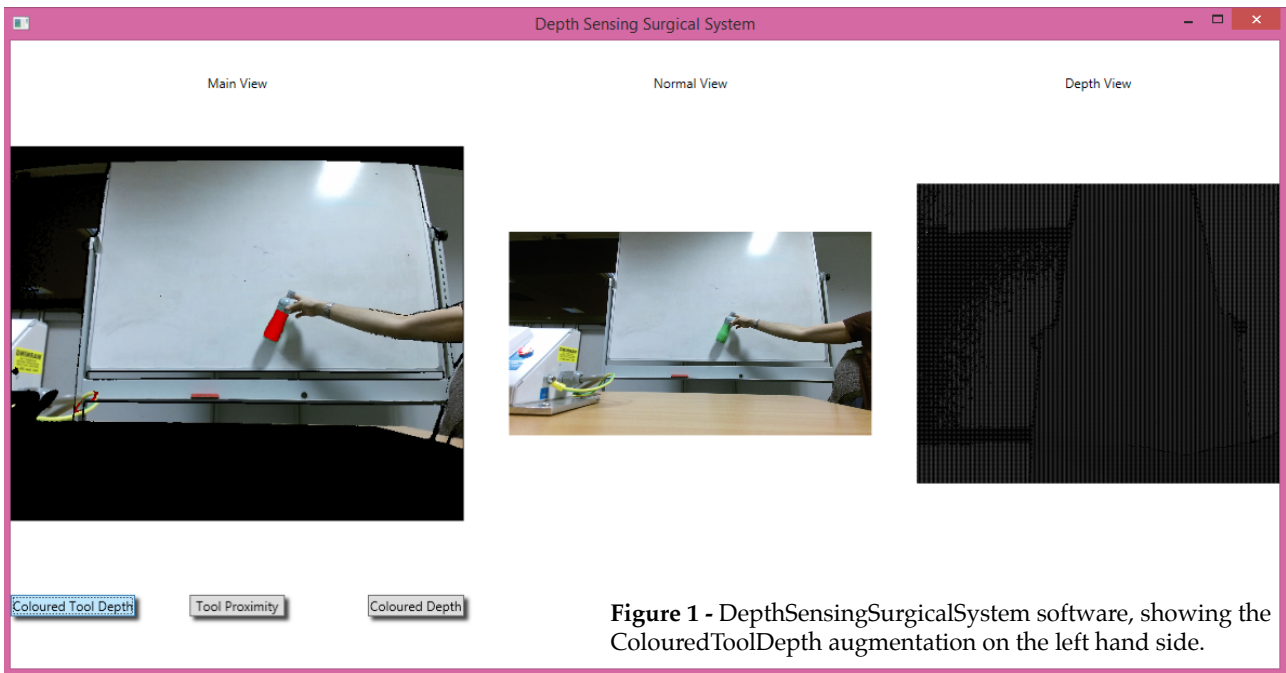 Depth Sensing Surgical System
Main View
Normal View
Depth View
Coloured Tool Depth
Tool Proximity
Coloured Depth
Figure 1 - DepthSensingSurgicalSystem software, showing the
ColouredToolDepth augmentation on the left hand side.